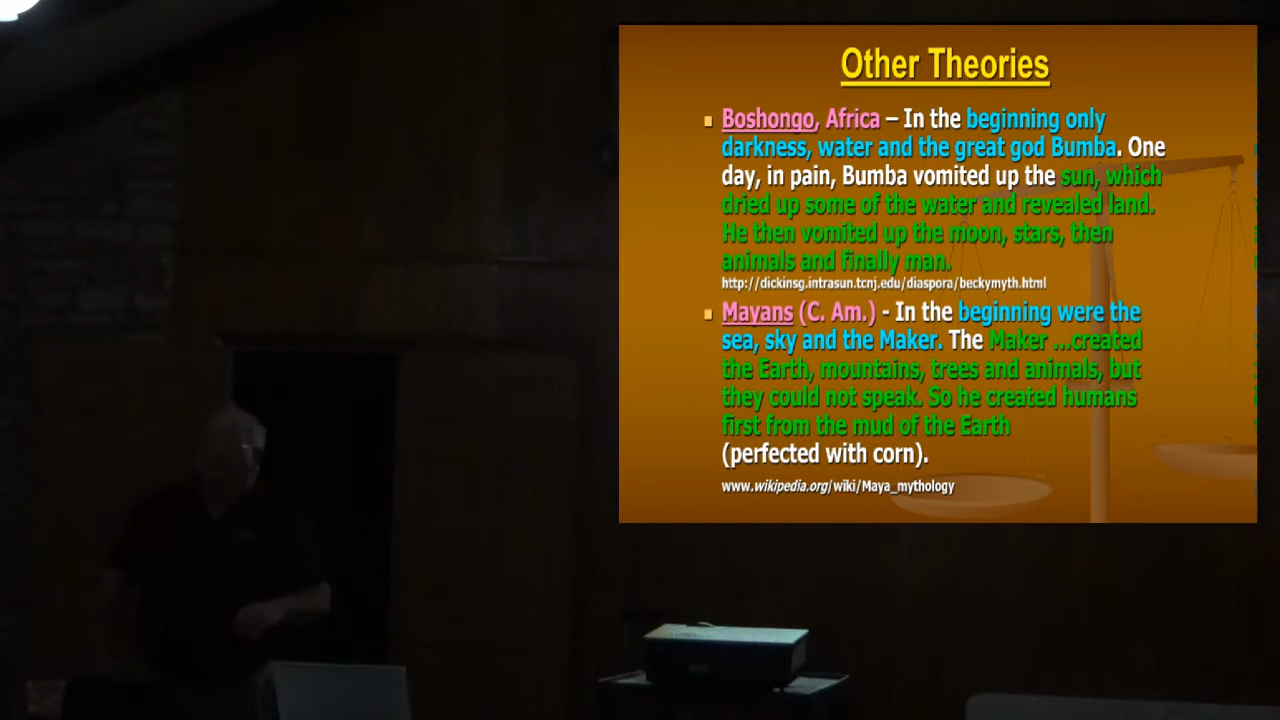 Other Theories
Boshongo, Africa – In the beginning only
darkness, water and the great god Bumba. One
day, in pain, Bumba vomited up the sun, which
dried up some of the water and revealed land.
He then vomited up the moon, stars, then
animals and finally man.
http://dickinsg.intrasun.tcnj.edu/diaspora/beckymyth.html
Mayans (C. Am.) - In the beginning were the
sea, sky and the Maker. The Maker ...created
the Earth, mountains, trees and animals, but
they could not speak. So he created humans
first from the mud of the Earth
(perfected with corn).
www.wikipedia.org/wiki/Maya_mythology